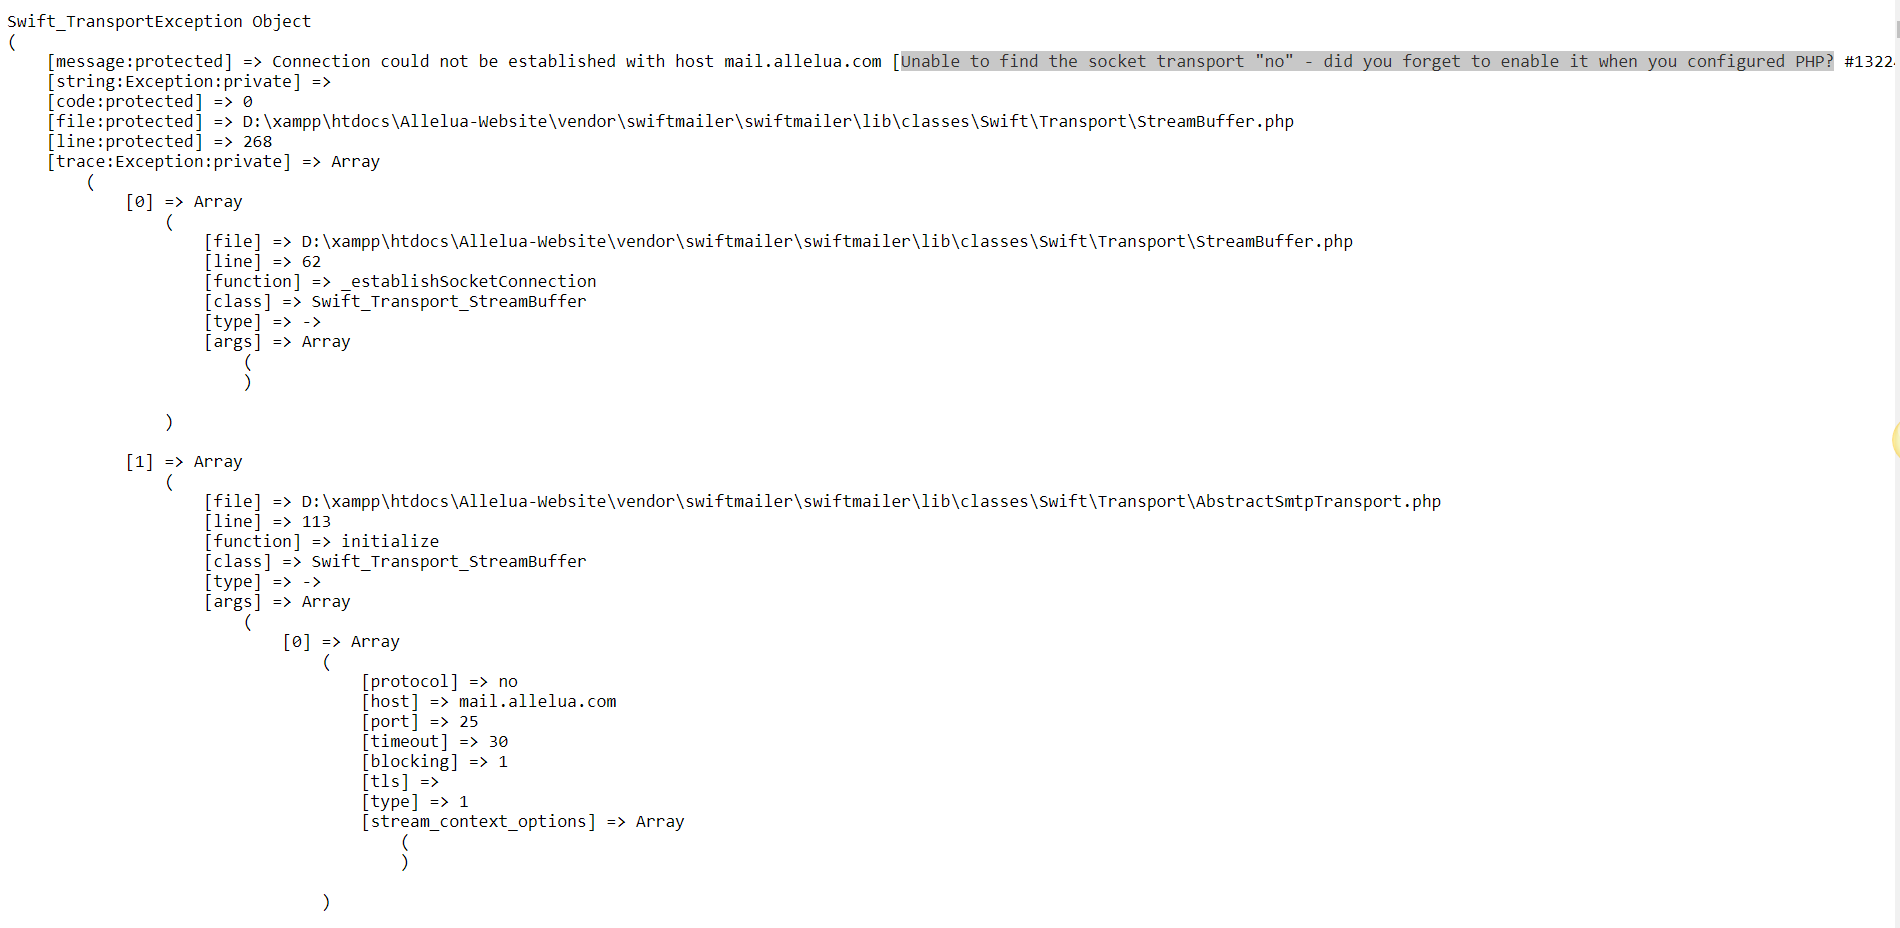 Swift_TransportException Object
(
    [message:protected] => Connection could not be established with host mail.allelua.com [Unable to find the socket transport "no" - did you forget to enable it when you configured PHP? #1322
    [string:Exception:private] =>
    [code:protected] => 0
    [file:protected] => D:\xampp\htdocs\Allelua-Website\vendor\swiftmailer\swiftmailer\lib\classes\Swift\Transport\StreamBuffer.php
    [line:protected] => 268
    [trace:Exception:private] => Array
        (
            [0] => Array
                (
                    [file] => D:\xampp\htdocs\Allelua-Website\vendor\swiftmailer\swiftmailer\lib\classes\Swift\Transport\StreamBuffer.php
                    [line] => 62
                    [function] => _establishSocketConnection
                    [class] => Swift_Transport_StreamBuffer
                    [type] => ->
                    [args] => Array
                        (
                        )
                )
            [1] => Array
                (
                    [file] => D:\xampp\htdocs\Allelua-Website\vendor\swiftmailer\swiftmailer\lib\classes\Swift\Transport\AbstractSmtpTransport.php
                    [line] => 113
                    [function] => initialize
                    [class] => Swift_Transport_StreamBuffer
                    [type] => ->
                    [args] => Array
                        (
                            [0] => Array
                                (
                                    [protocol] => no
                                    [host] => mail.allelua.com
                                    [port] => 25
                                    [timeout] => 30
                                    [blocking] => 1
                                    [tls] =>
                                    [type] => 1
                                    [stream_context_options] => Array
                                        (
                                        )
                                )